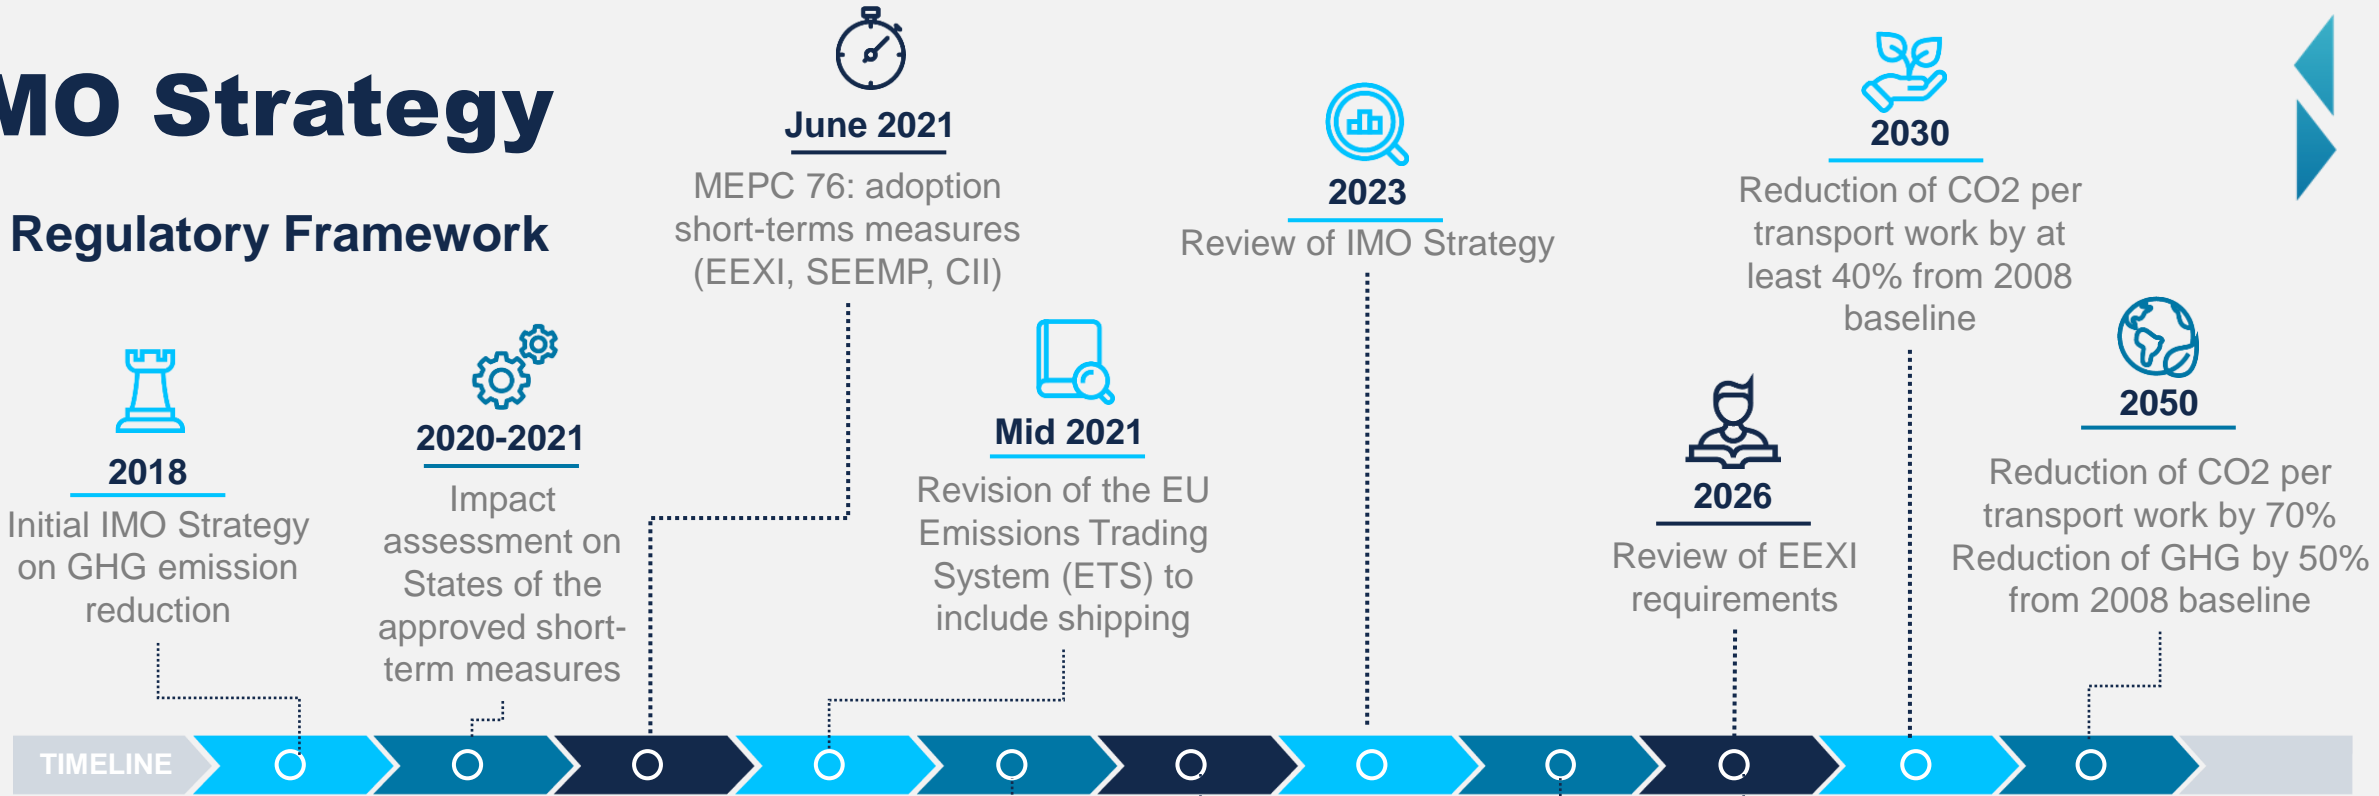 MO Strategy
Regulatory Framework
2018
Initial IMO Strategy
on GHG emission
reduction
2020-2021
Impact
assessment on
States of the
approved short-
term measures
June 2021
MEPC 76: adoption
short-terms measures
(EEXI, SEEMP, CII)
Mid 2021
Revision of the EU
Emissions Trading
System (ETS) to
include shipping
2023
Review of IMO Strategy
2026
Review of EEXI
requirements
2030
Reduction of CO2 per
transport work by at
least 40% from 2008
baseline
2050
Reduction of CO2 per
transport work by 70%
Reduction of GHG by 50%
from 2008 baseline
TIMELINE